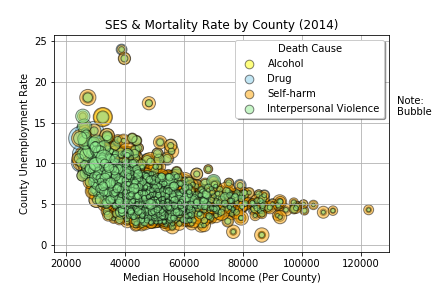 SES & Mortality Rate by County (2014)
25
20
15
10
5
0
County Unemployment Rate
Death Cause
Alcohol
Drug
Self-harm
Interpersonal Violence
Note:
Bubble
20000 40000 60000 80000 100000 120000
Median Household Income (Per County)